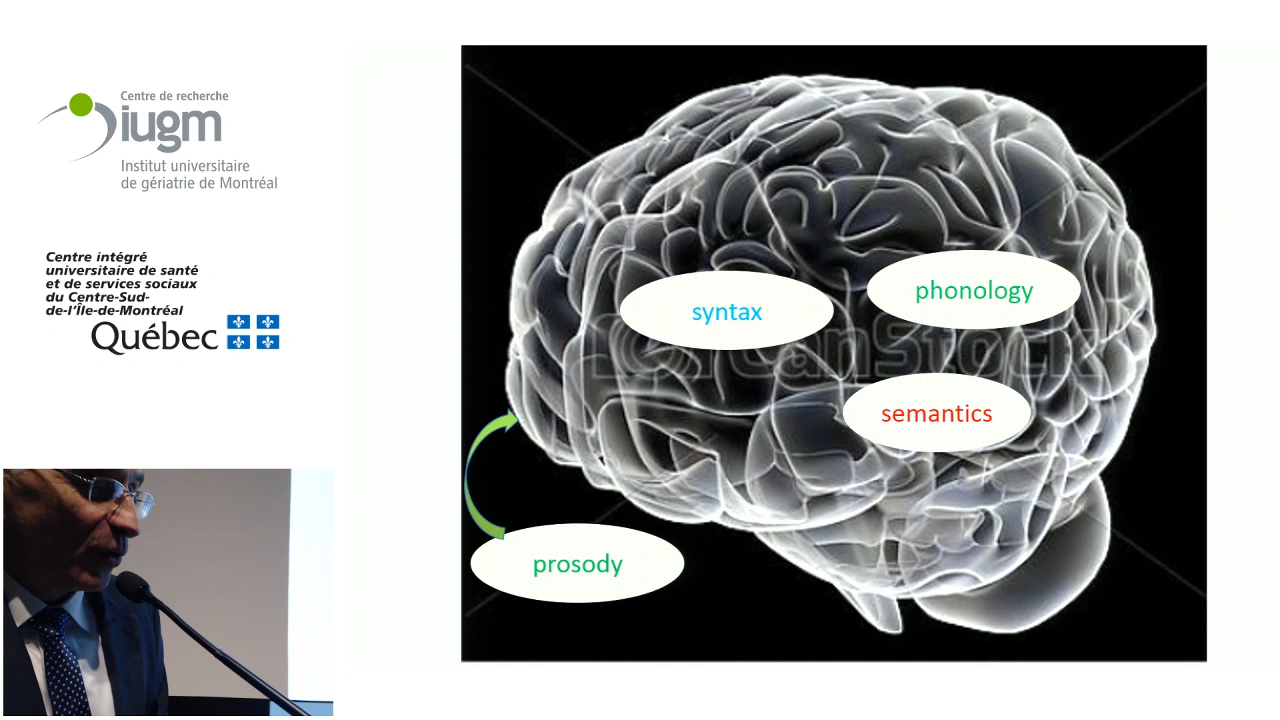 Centre de recherche
iugm
Institut universitaire
de gériatrie de Montréal
Centre intégré
universitaire de santé
et de services sociaux
du Centre-Sud-
de-l'Île-de-Montréal
Québec
syntax
phonology
CanStock
semantics
prosody